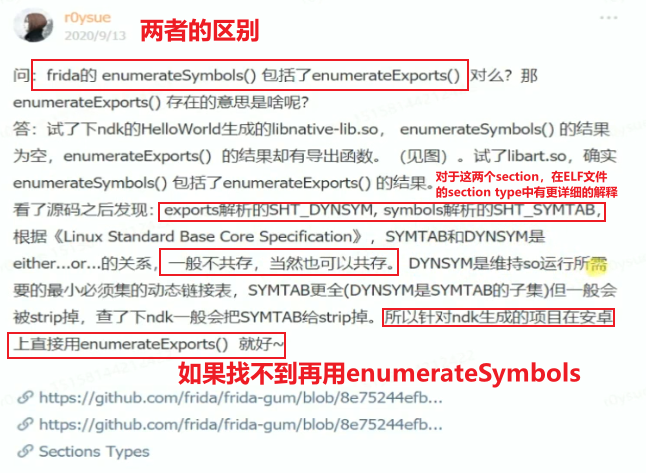 r0ysue
2020/9/13
两者的区别
问：frida的 enumerateSymbols() 包括了enumerateExports() 对么？那
enumerateExports() 存在的意思是啥呢？
答：试了下ndk的HelloWorld生成的libnative-lib.so， enumerateSymbols() 的结果
为空，enumerateExports() 的结果却有导出函数。（见图）。试了libart.so，确实
enumerateSymbols() 包括了enumerateExports() 的结果。
对于这两个section，在ELF文件
的section type中有更详细的解释
看了源码之后发现：exports解析的SHT_DYNSYM, symbols解析的SHT_SYMTAB，
根据《Linux Standard Base Core Specification》，SYMTAB和DYNSYM是
either...or...的关系，一般不共存，当然也可以共存。 DYNSYM是维持so运行所需
要的最小必须集的动态链接表，SYMTAB更全(DYNSYM是SYMTAB的子集)但一般会
被strip掉，查了下ndk一般会把SYMTAB给strip掉。所以针对ndk生成的项目在安卓
上直接用enumerateExports() 就好~
如果找不到再用enumerateSymbols
https://github.com/frida/frida-gum/blob/8e75244efb...
https://github.com/frida/frida-gum/blob/8e75244efb...
Sections Types